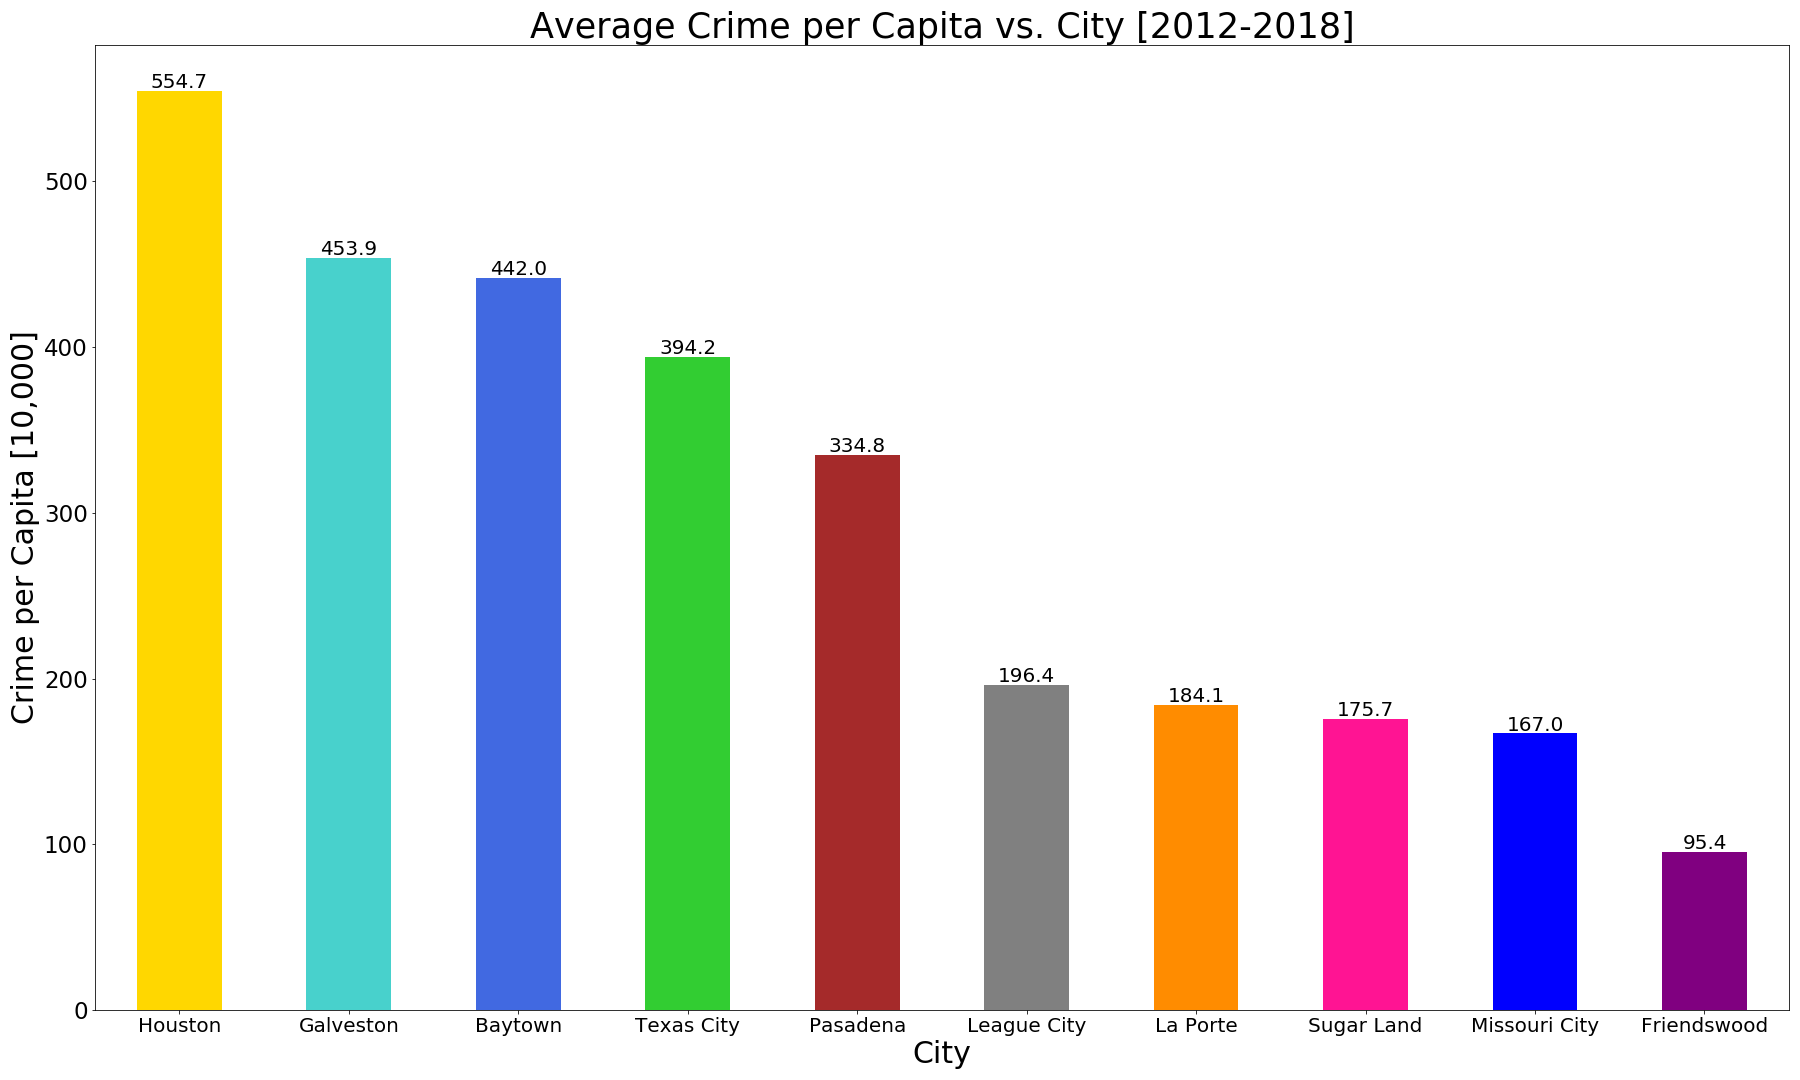 Average Crime per Capita vs. City [2012-2018]
Crime per Capita [10,000]
500
400
300
200
100
0
554.7
453.9
442.0
394.2
334.8
196.4
184.1
175.7
167.0
95.4
Houston
Galveston
Baytown
Texas City
Pasadena
League City
La Porte
Sugar Land
Missouri City
Friendswood
City